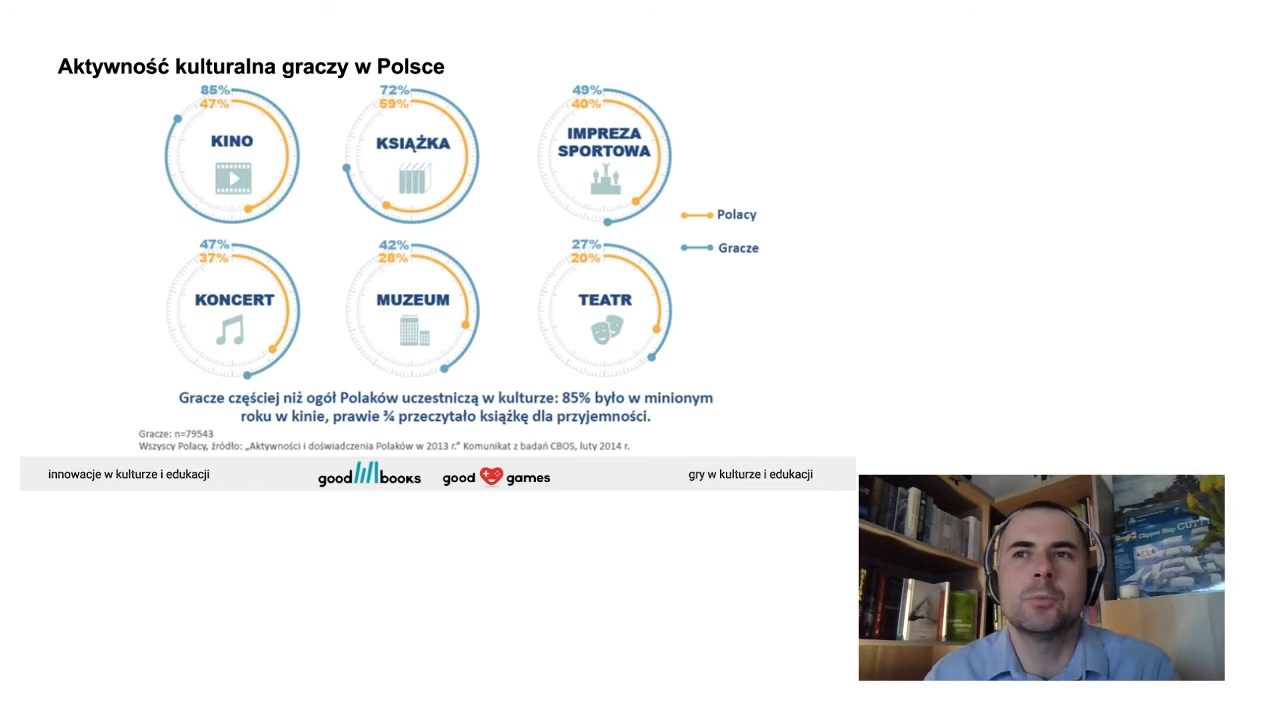 Aktywność kulturalna graczy w Polsce
85%
47%
KINO
72%
59%
KSIĄŻKA
49%
40%
IMPREZA
SPORTOWA
Polacy
Gracze
47%
37%
KONCERT
42%
28%
MUZEUM
27%
20%
TEATR
Gracze częściej niż ogół Polaków uczestniczą w kulturze: 85% było w minionym
roku w kinie, prawie ¾ przeczytało książkę dla przyjemności.
Gracze: n=79543
Wszyscy Polacy, źródło: „Aktywności i doświadczenia Polaków w 2013 r.” Komunikat z badań CBOS, luty 2014 r.
innowacje w kulturze i edukacji
good books
good games
gry w kulturze i edukacji
Clipper Ship CUTTY